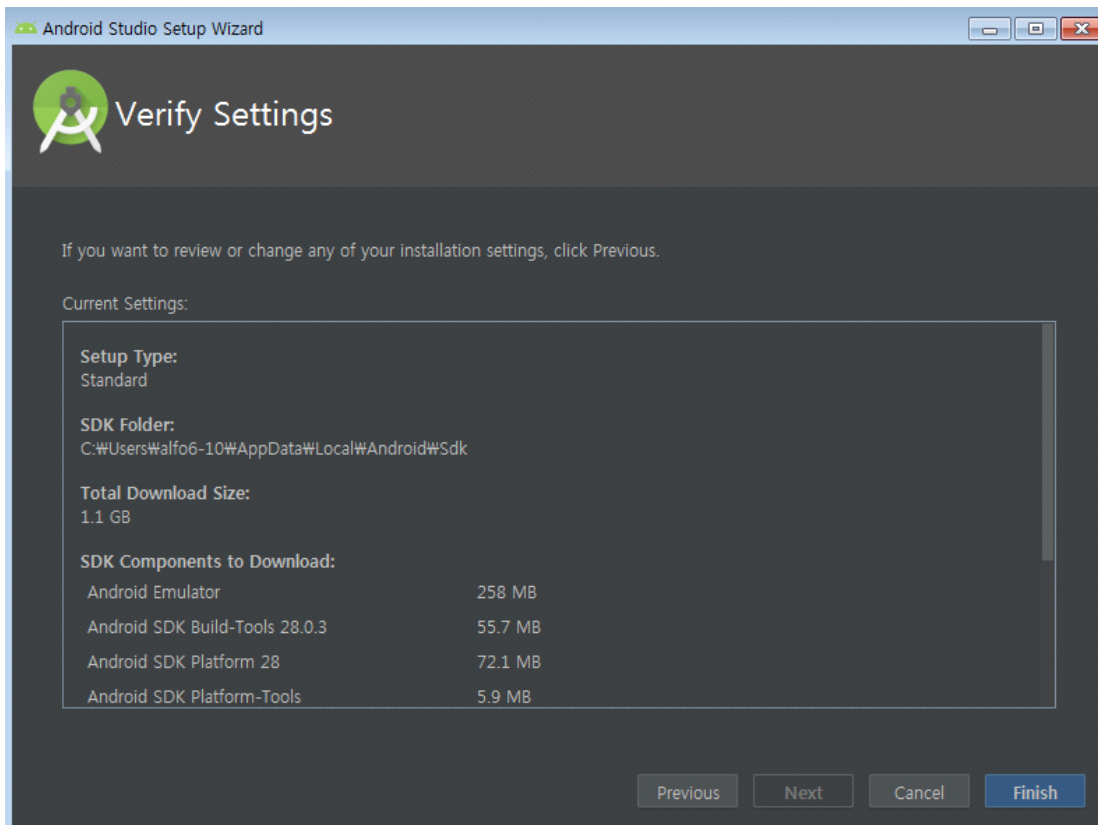 Android Studio Setup Wizard
Verify Settings
If you want to review or change any of your installation settings, click Previous.
Current Settings:
Setup Type:
Standard
SDK Folder:
C:₩Users₩alfo6-10₩AppData₩Local₩Android₩Sdk
Total Download Size:
1.1 GB
SDK Components to Download:
Android Emulator 258 MB
Android SDK Build-Tools 28.0.3 55.7 MB
Android SDK Platform 28 72.1 MB
Android SDK Platform-Tools 5.9 MB
Previous Next Cancel Finish